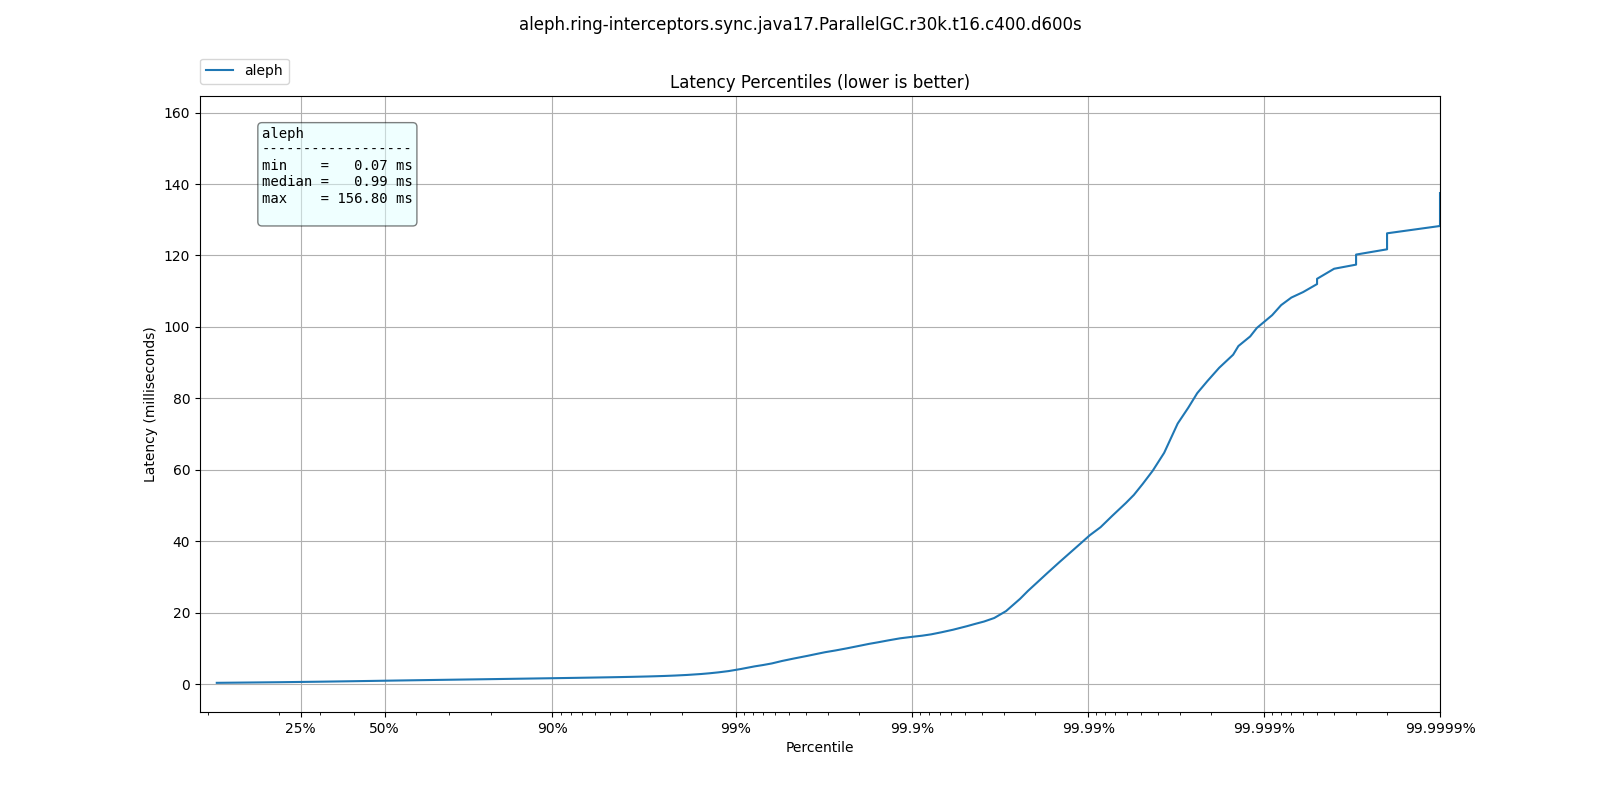 aleph.ring-interceptors.sync.java17.ParallelGC.r30k.t16.c400.d600s
aleph
Latency Percentiles (lower is better)
160
140
120
100
80
60
40
20
0
Latency (milliseconds)
aleph
------------------
min    =   0.07 ms
median =   0.99 ms
max    = 156.80 ms
25% 50% 90% 99% 99.9% 99.99% 99.999% 99.9999%
Percentile